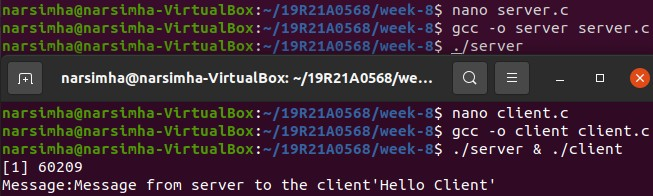 narsimha@narsimha-VirtualBox:~/19R21A0568/week-8$ nano server.c
narsimha@narsimha-VirtualBox:~/19R21A0568/week-8$ gcc -o server server.c
narsimha@narsimha-VirtualBox:~/19R21A0568/week-8$ ./server
narsimha@narsimha-VirtualBox: ~/19R21A0568/we...
narsimha@narsimha-VirtualBox:~/19R21A0568/week-8$ nano client.c
narsimha@narsimha-VirtualBox:~/19R21A0568/week-8$ gcc -o client client.c
narsimha@narsimha-VirtualBox:~/19R21A0568/week-8$ ./server & ./client
[1] 60209
Message:Message from server to the client'Hello Client'